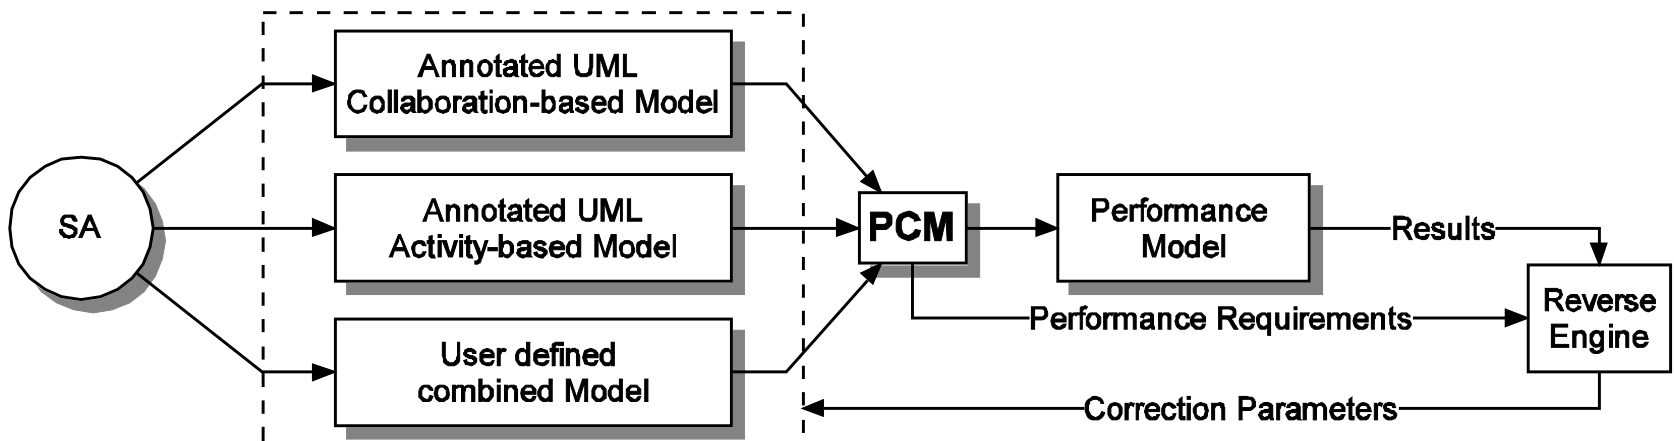 Annotated UML
Collaboration-based Model
SA
Annotated UML
Activity-based Model
User defined
combined Model
PCM
Performance
Model
Results
Performance Requirements
Reverse
Engine
Correction Parameters